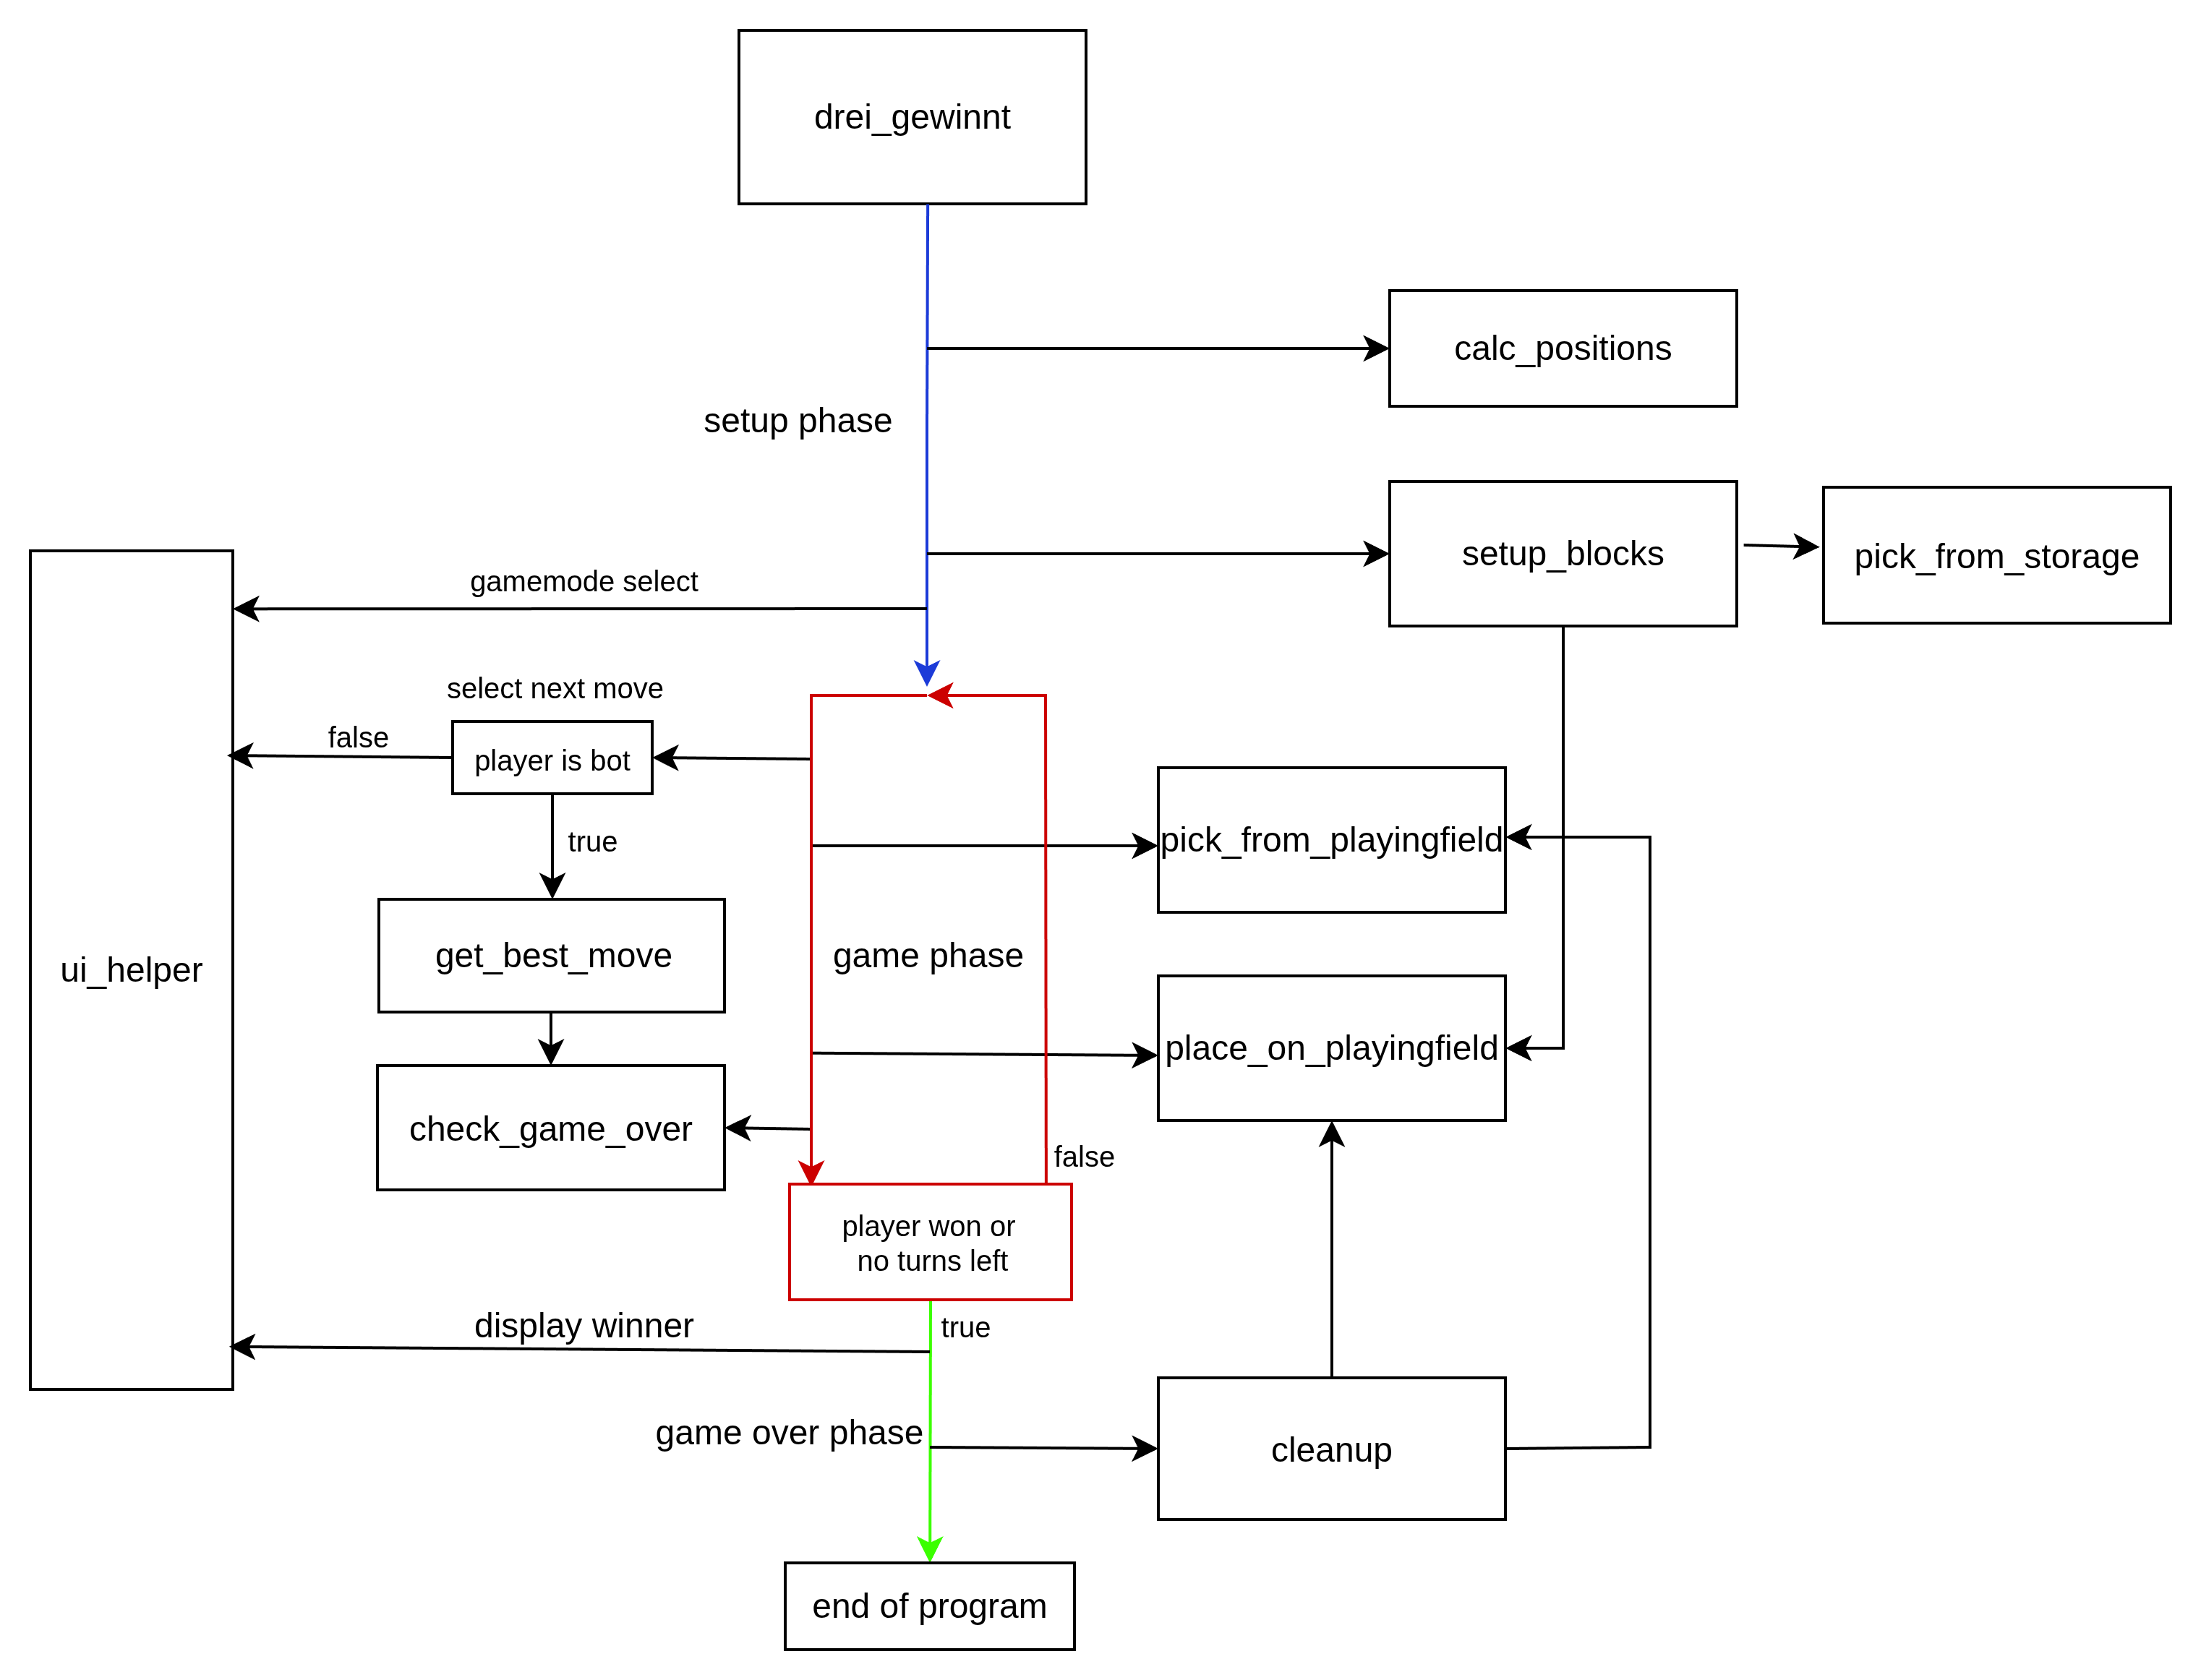 drei_gewinnt
calc_positions
setup phase
setup_blocks
pick_from_storage
gamemode select
select next move
false
player is bot
true
pick_from_playingfield
get_best_move
game phase
ui_helper
place_on_playingfield
check_game_over
false
player won or
no turns left
display winner
true
game over phase
cleanup
end of program